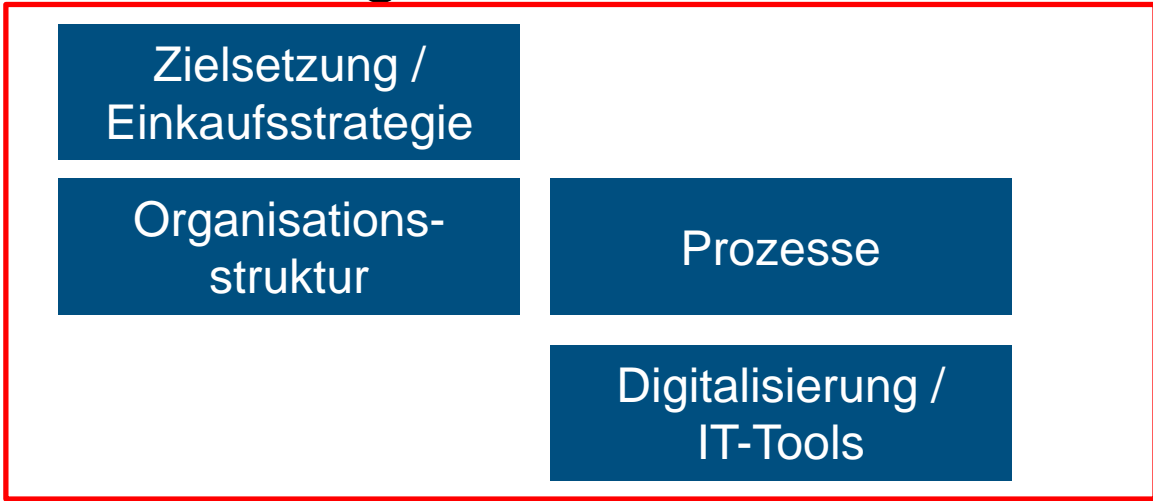 Zielsetzung /
Einkaufsstrategie
Organisations-
struktur
Prozesse
Digitalisierung /
IT-Tools